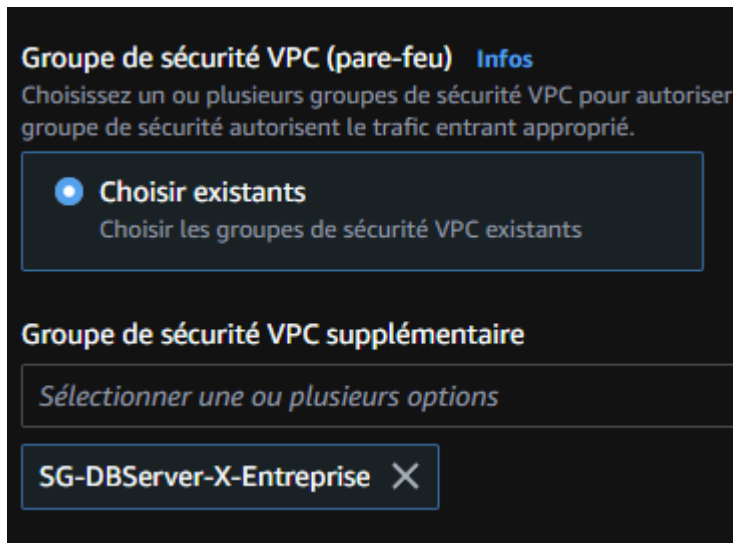 Groupe de sécurité VPC (pare-feu) Infos
Choisissez un ou plusieurs groupes de sécurité VPC pour autoriser
groupe de sécurité autorisent le trafic entrant approprié.
Choisir existants
Choisir les groupes de sécurité VPC existants
Groupe de sécurité VPC supplémentaire
Sélectionner une ou plusieurs options
SG-DBServer-X-Entreprise